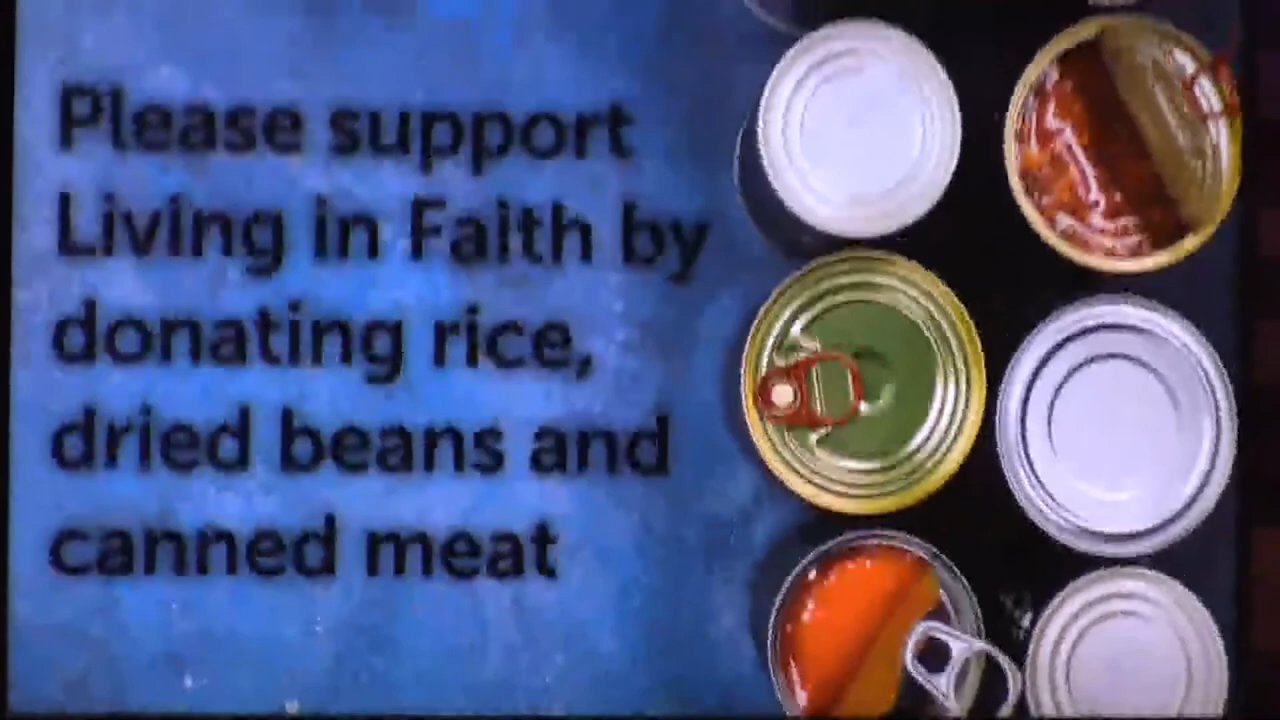 Please support
Living in Faith by
donating rice,
dried beans and
canned meat